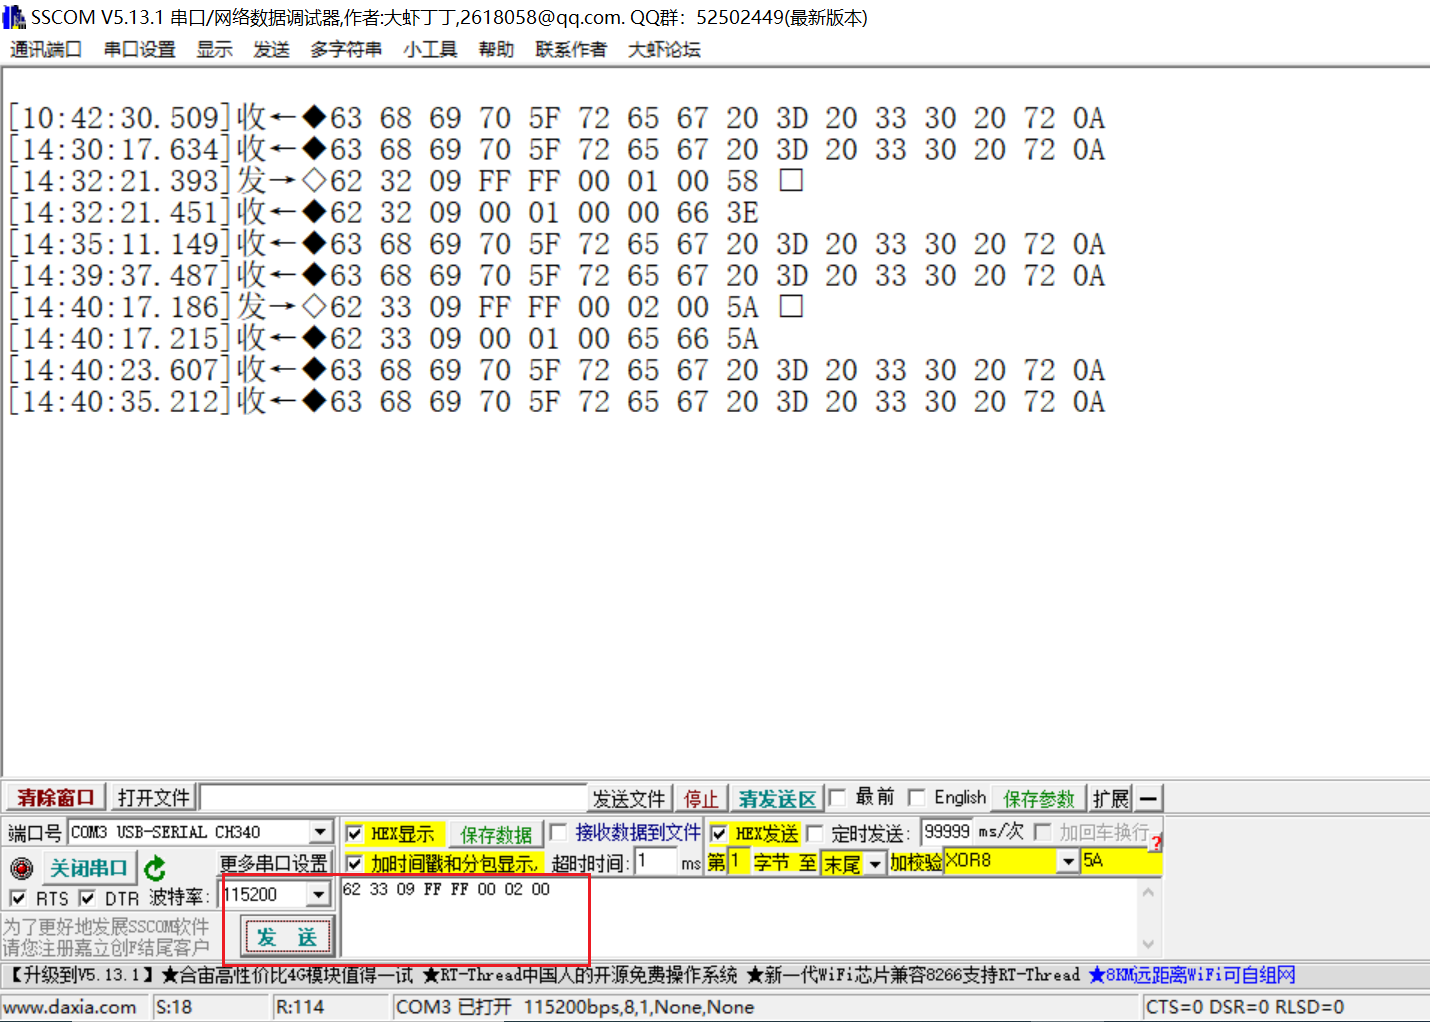 SSCOM V5.13.1 串口/网络数据调试器,作者:大虾丁丁,2618058@qq.com. QQ群: 52502449(最新版本)
通讯端口 串口设置 显示 发送 多字符串 小工具 帮助 联系作者 大虾论坛
[10:42:30.509]收←◆63 68 69 70 5F 72 65 67 20 3D 20 33 30 20 72 0A
[14:30:17.634]收←◆63 68 69 70 5F 72 65 67 20 3D 20 33 30 20 72 0A
[14:32:21.393]发→◇62 32 09 FF FF 00 01 00 58 □
[14:32:21.451]收←◆62 32 09 00 01 00 00 66 3E
[14:35:11.149]收←◆63 68 69 70 5F 72 65 67 20 3D 20 33 30 20 72 0A
[14:39:37.487]收←◆63 68 69 70 5F 72 65 67 20 3D 20 33 30 20 72 0A
[14:40:17.186]发→◇62 33 09 FF FF 00 02 00 5A □
[14:40:17.215]收←◆62 33 09 00 01 00 65 66 5A
[14:40:23.607]收←◆63 68 69 70 5F 72 65 67 20 3D 20 33 30 20 72 0A
[14:40:35.212]收←◆63 68 69 70 5F 72 65 67 20 3D 20 33 30 20 72 0A
清除窗口 打开文件 发送文件 停止 清发送区 最前 English 保存参数 扩展 —
端口号 COM3 USB-SERIAL CH340 HEX显示 保存数据 接收数据到文件 HEX发送 定时发送: 99999 ms/次 加回车换行 ?
关闭串口 更多串口设置 加时间戳和分包显示, 超时时间: 1 ms 第 1 字节 至 末尾 加校验 XOR8 5A
RTS DTR 波特率: 115200 62 33 09 FF FF 00 02 00
为了更好地发展SSCOM软件
请您注册嘉立创F结尾客户
发 送
【升级到V5.13.1】★合宙高性价比4G模块值得一试 ★RT-Thread中国人的开源免费操作系统 ★新一代WiFi芯片兼容8266支持RT-Thread ★8KM远距离WiFi可自组网
www.daxia.com S:18 R:114 COM3 已打开 115200bps,8,1,None,None CTS=0 DSR=0 RLSD=0